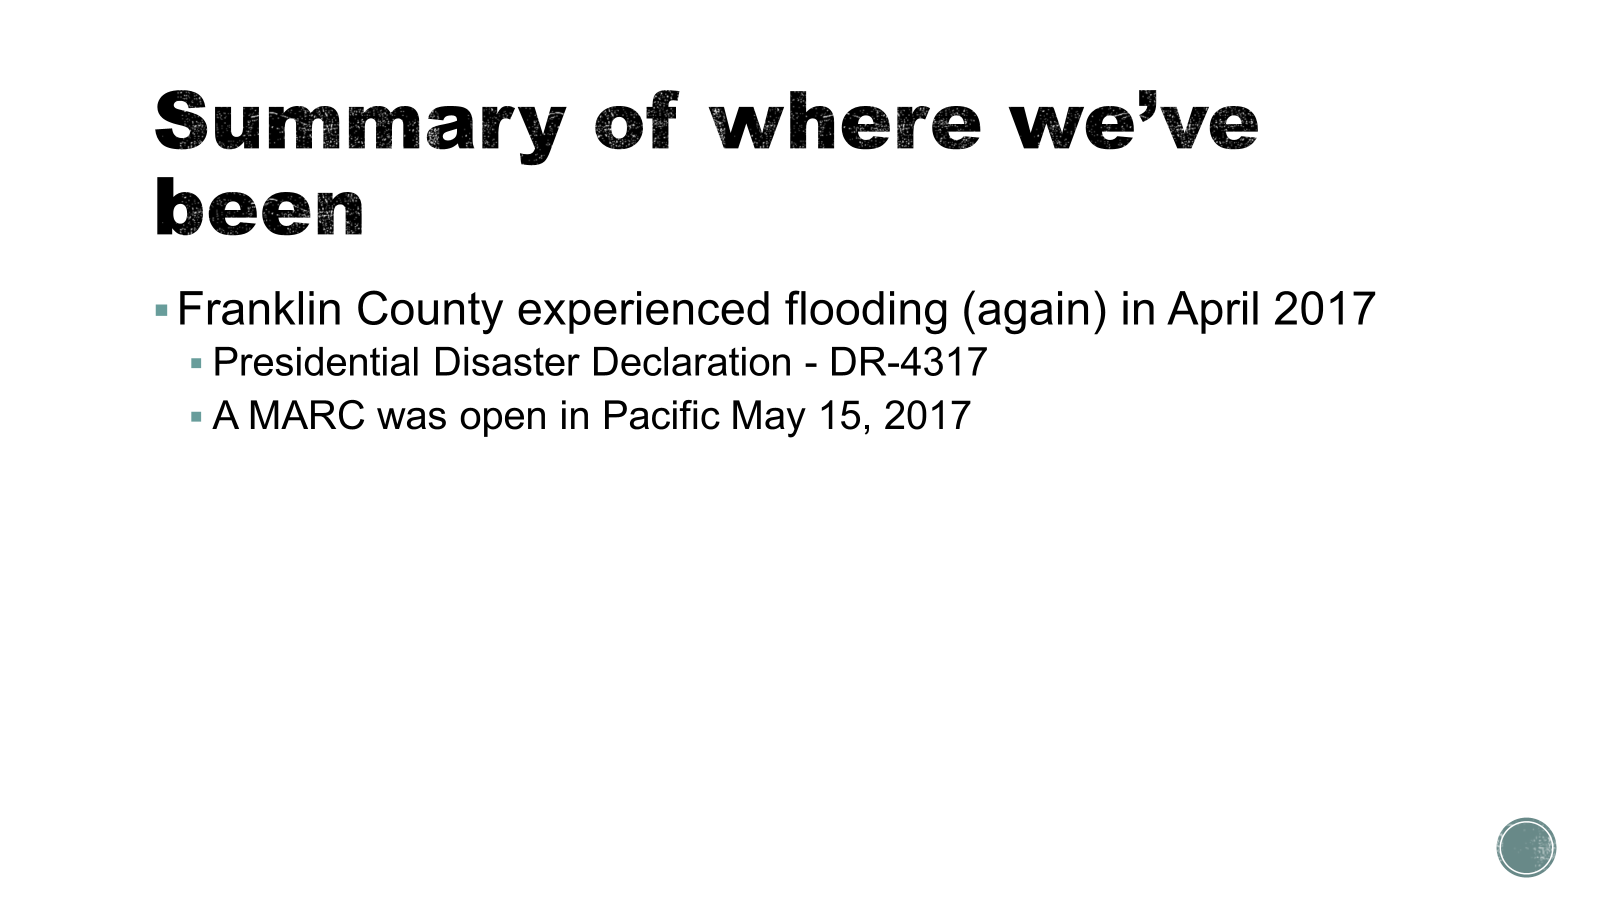 Summary of where we’ve
been
▪ Franklin County experienced flooding (again) in April 2017
▪ Presidential Disaster Declaration - DR-4317
▪ A MARC was open in Pacific May 15, 2017